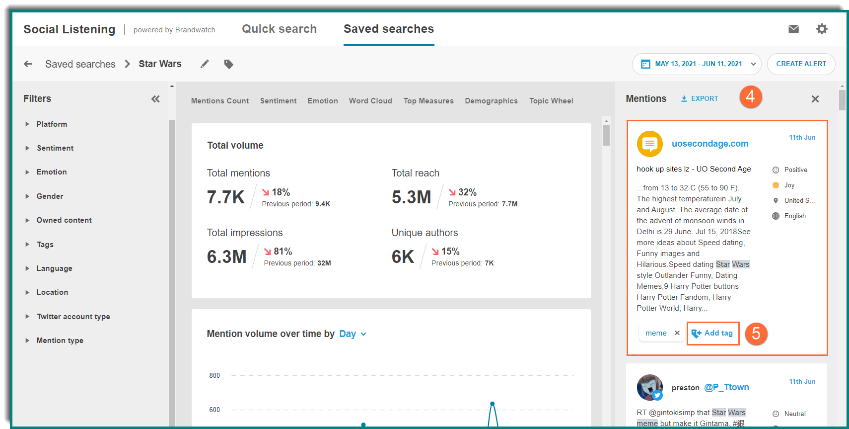 Social Listening powered by Brandwatch Quick search Saved searches
Saved searches Star Wars MAY 13, 2021 - JUN 11, 2021 CREATE ALERT
Filters
Platform
Sentiment
Emotion
Gender
Owned content
Tags
Language
Location
Twitter account type
Mention type
Mentions Count Sentiment Emotion Word Cloud Top Measures Demographics Topic Wheel
Total volume
Total mentions
7.7K 18%
Previous period: 9.4K
Total reach
5.3M 32%
Previous period: 7.7M
Total impressions
6.3M 81%
Previous period: 32M
Unique authors
6K 15%
Previous period: 7K
Mention volume over time by Day
800
600
Mentions EXPORT 4
uosecondage.com 11th Jun
hook up sites iz - UO Second Age
...from 13 to 32 C (55 to 90 F).
The highest temperaturein July
and August. The average date of
the advent of monsoon winds in
Delhi is 29 June. Jul 15, 2018See
more ideas about Speed dating,
Funny images and
Hilarious.Speed dating Star Wars
style Outlander Funny, Dating
Memes.9 Harry Potter buttons
Harry Potter Fandom, Harry
Potter World, Harry...
Positive
Joy
United S...
English
meme Add tag 5
preston @P_Ttown 11th Jun
RT @gintokisimp that Star Wars
meme but make it Gintama.
Neutral